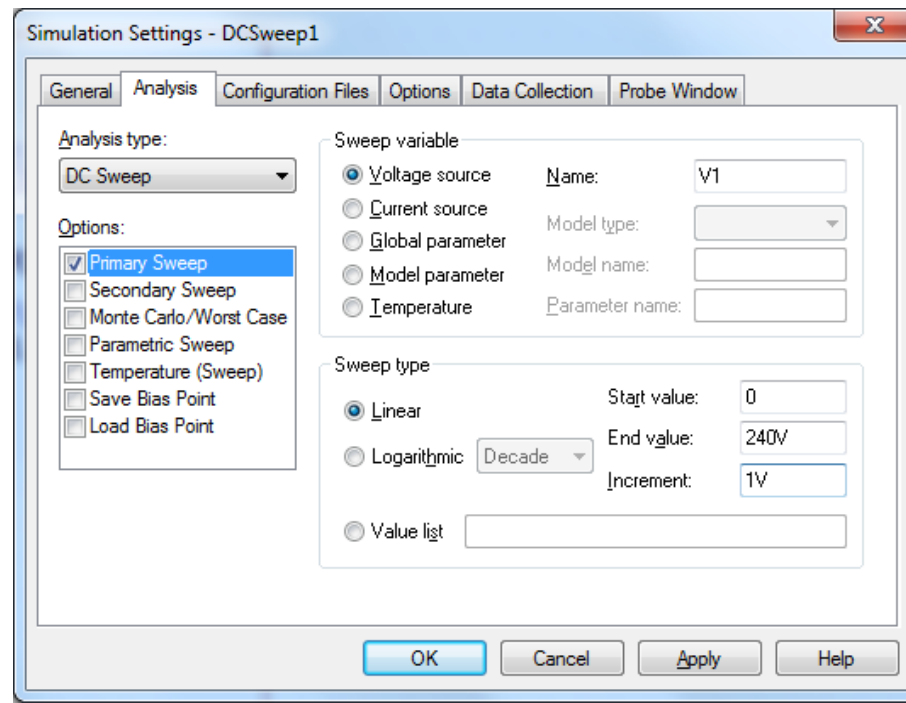 Simulation Settings - DCSweep1
General Analysis Configuration Files Options Data Collection Probe Window
Analysis type:
DC Sweep
Options:
Primary Sweep
Secondary Sweep
Monte Carlo/Worst Case
Parametric Sweep
Temperature (Sweep)
Save Bias Point
Load Bias Point
Sweep variable
Voltage source
Current source
Global parameter
Model parameter
Temperature
Name: V1
Model type:
Model name:
Parameter name:
Sweep type
Linear
Logarithmic Decade
Value list
Start value: 0
End value: 240V
Increment: 1V
OK Cancel Apply Help